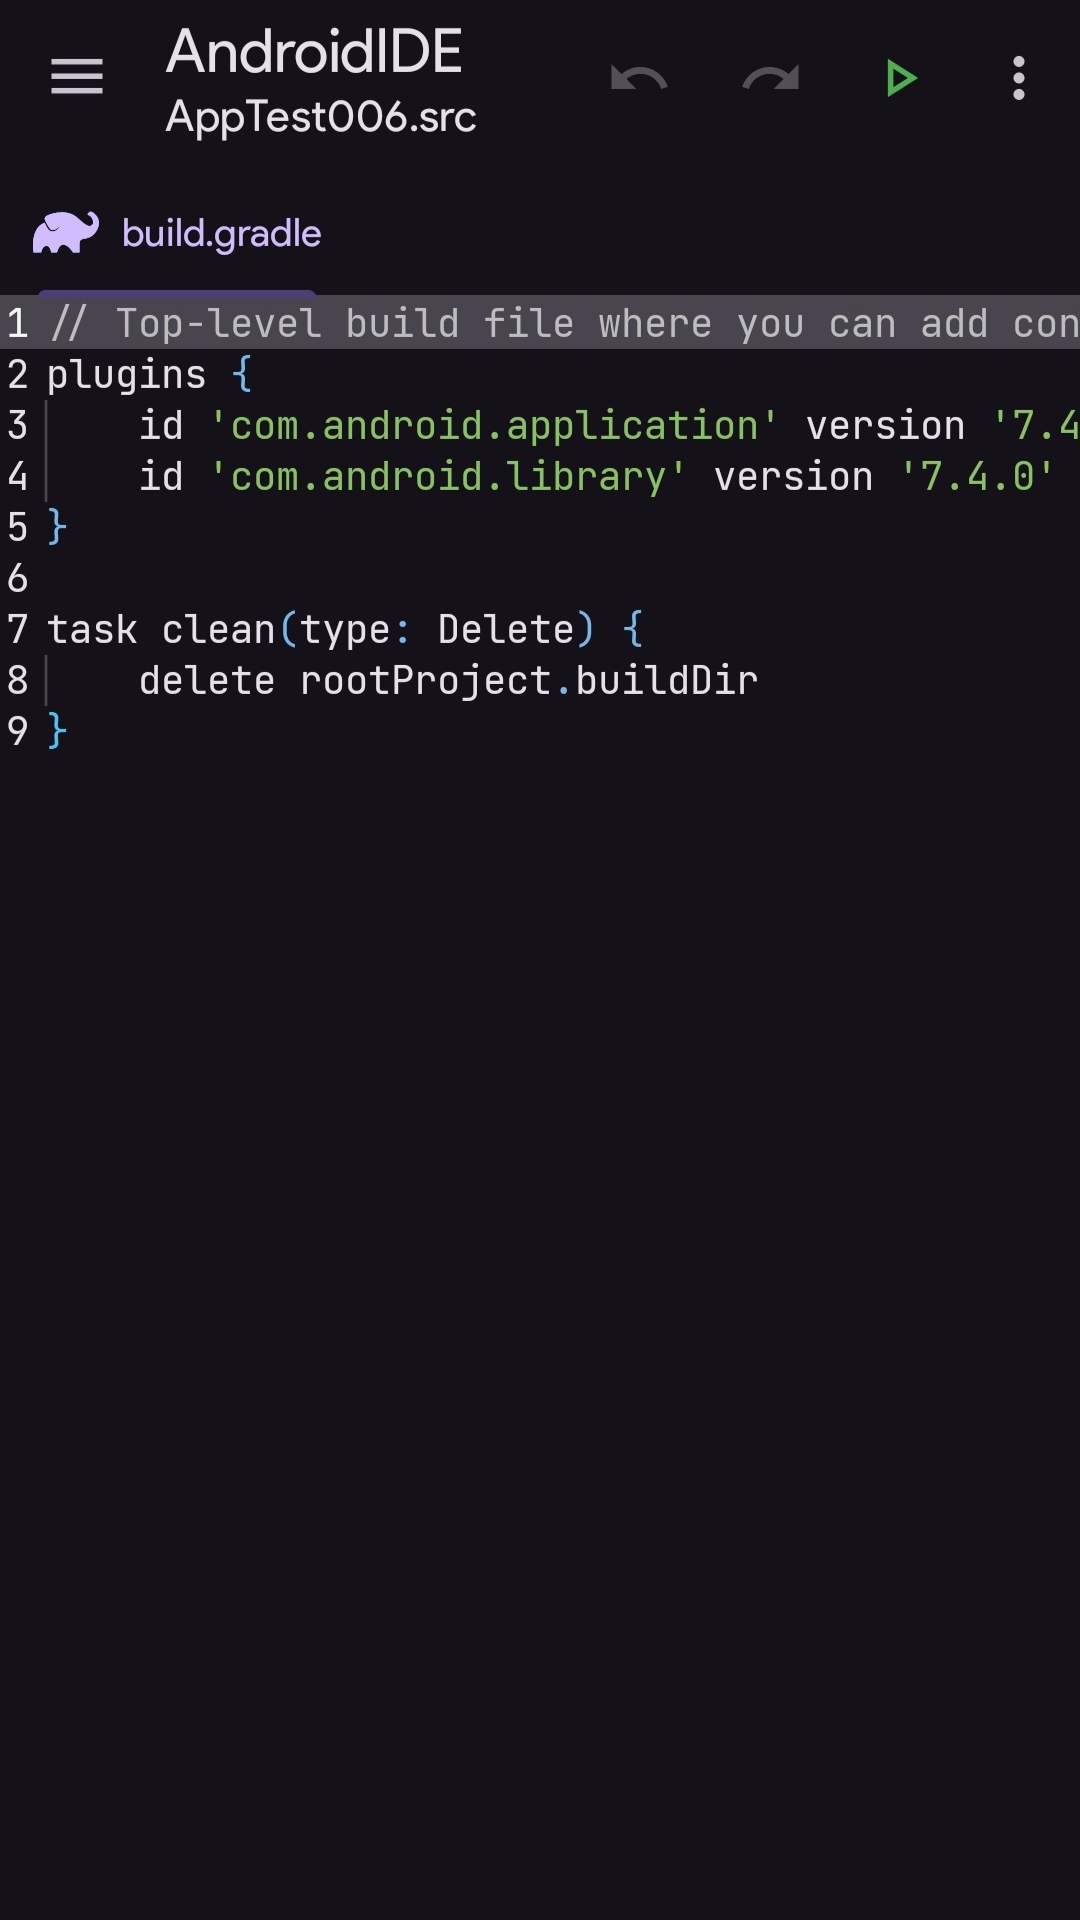 AndroidIDE
AppTest006.src
build.gradle
1 // Top-level build file where you can add con
2 plugins {
3     id 'com.android.application' version '7.4
4     id 'com.android.library' version '7.4.0'
5 }
6
7 task clean(type: Delete) {
8     delete rootProject.buildDir
9 }